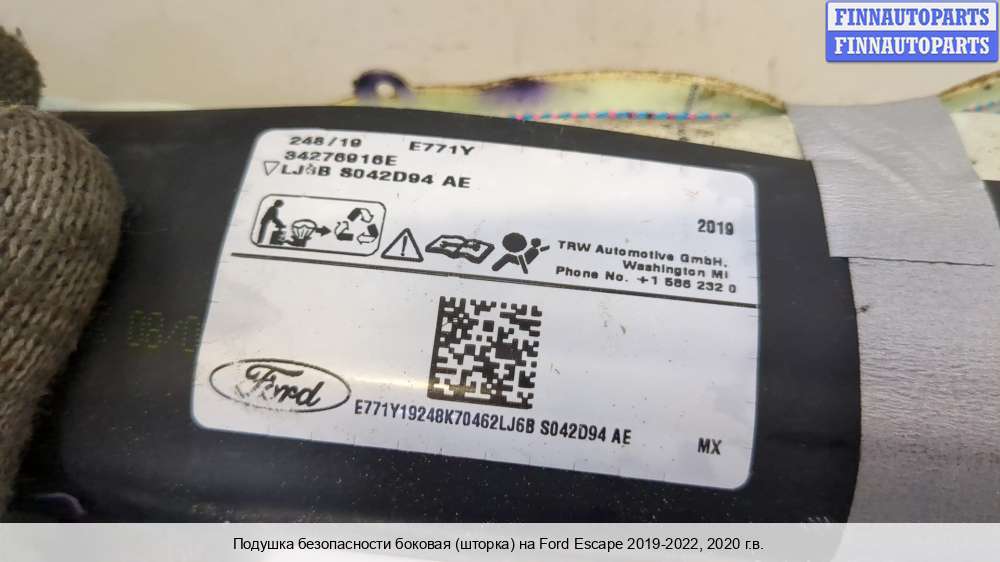 FINNAUTOPARTS
FINNAUTOPARTS
248/19 E771Y
34276916E
LJ6B S042D94 AE
2019
TRW Automotive GmbH.
Washington MI
Phone No. +1 586 232 0
Ford
E771Y19248K70462LJ6B S042D94 AE
MX
Подушка безопасности боковая (шторка) на Ford Escape 2019-2022, 2020 г.в.